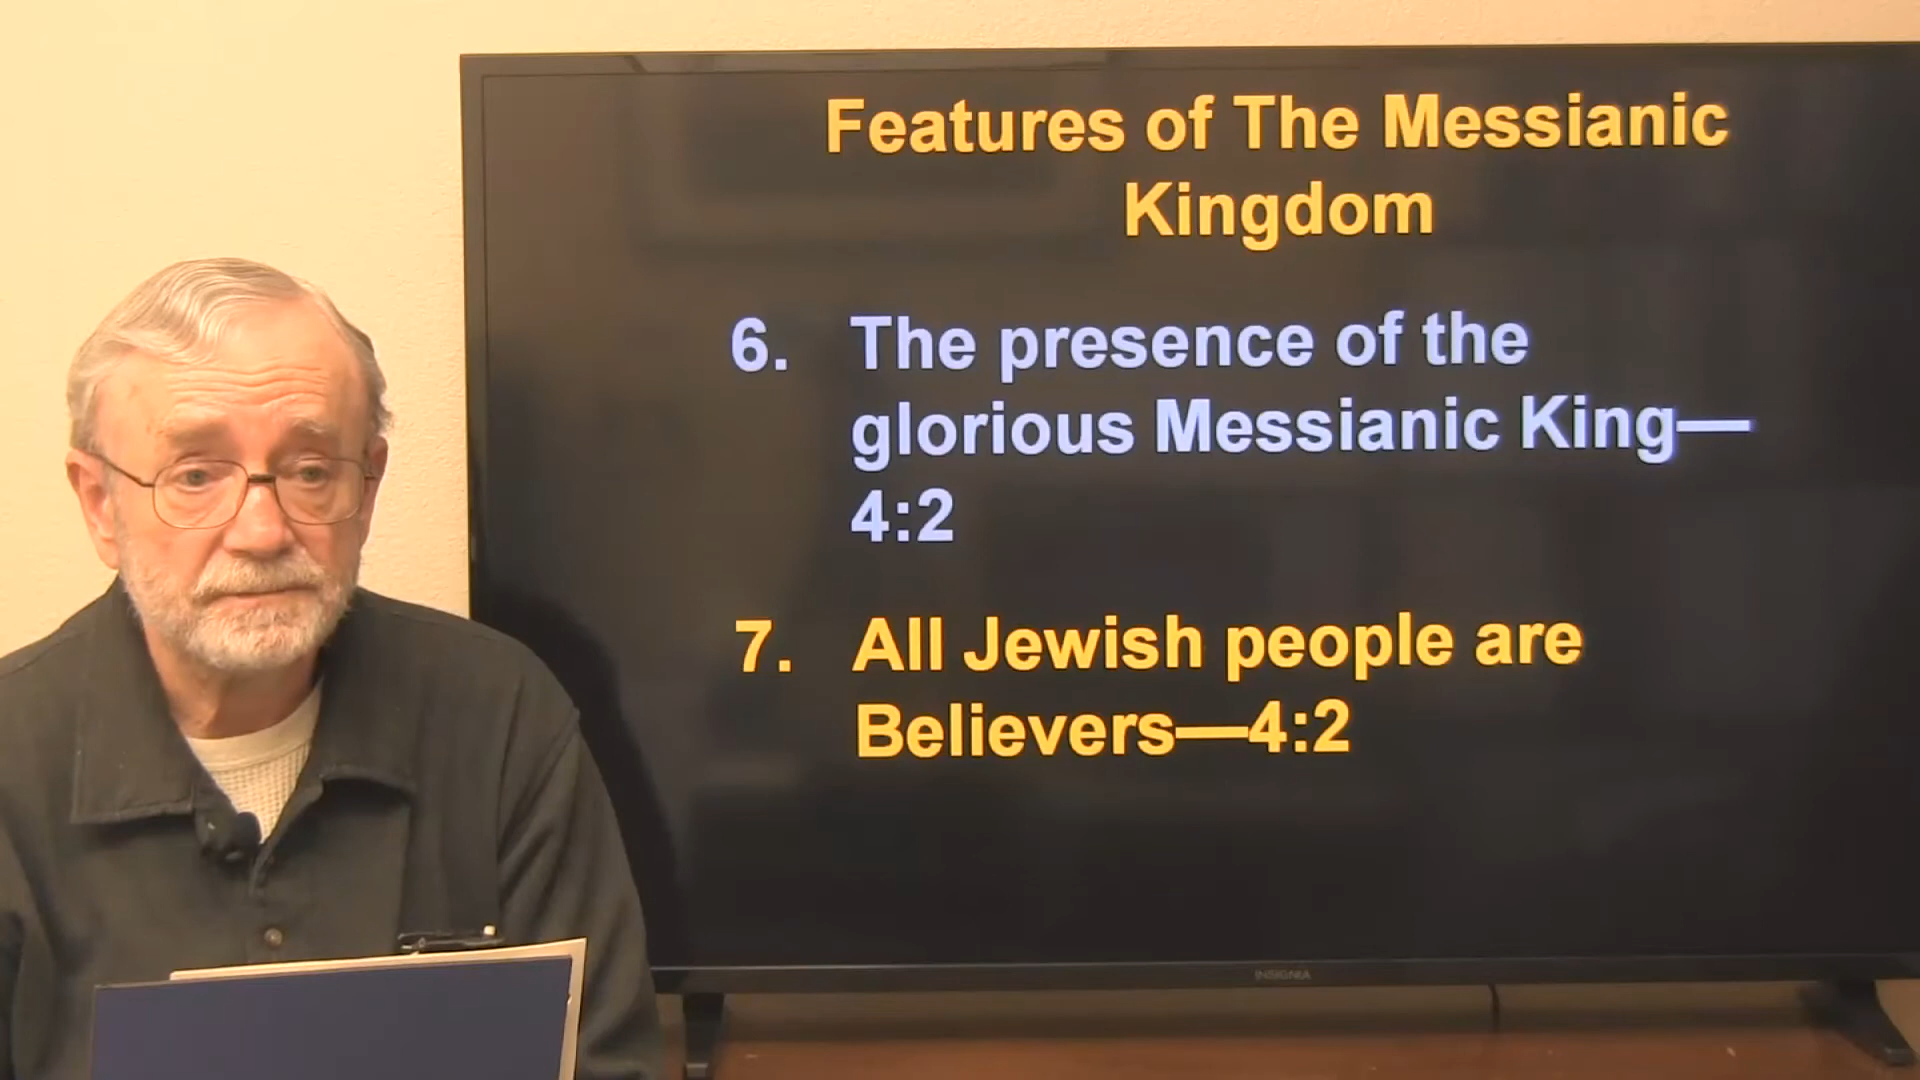 Features of The Messianic
Kingdom
6. The presence of the
glorious Messianic King—
4:2
7. All Jewish people are
Believers—4:2
INSIGNIA